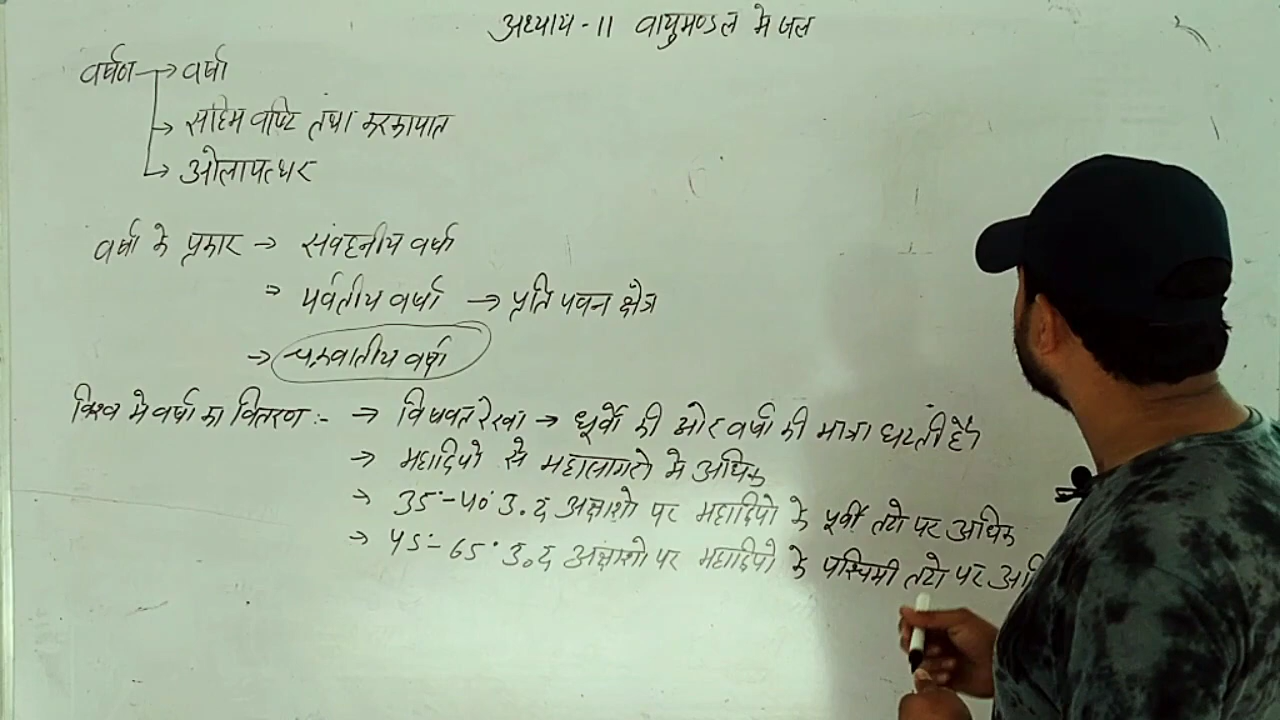 अध्याय - 11 वायुमण्डल मे जल
वर्षण → वर्षा
→ सहिम वृष्टि तथा करकापात
→ ओलापत्थर
वर्षा के प्रकार → संवहनीय वर्षा
→ पर्वतीय वर्षा → प्रति पवन क्षेत्र
→ चक्रवातीय वर्षा
विश्व मे वर्षा का वितरण :- → विषवत रेखा → ध्रूवों की ओर वर्षा की मात्रा घटती हैं
→ महाद्विपो से महासागरो मे अधिक
→ 35°-40° उ. द अक्षाशो पर महाद्विपो के पूर्वी तटो पर अधिक
→ 45°- 65° उ. द अक्षाशो पर महाद्विपो के पश्चिमी तटो पर